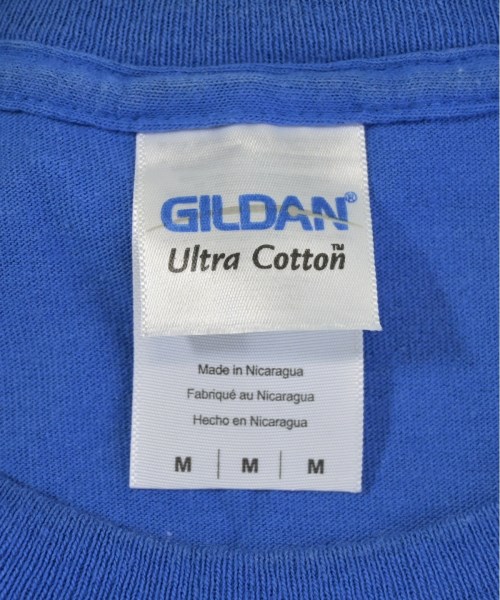 GILDAN®
Ultra Cotton™
Made in Nicaragua
Fabriqué au Nicaragua
Hecho en Nicaragua
M | M | M